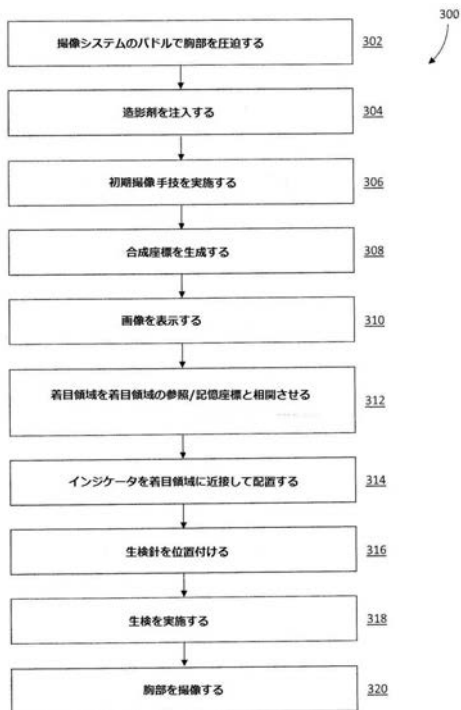 300
撮像システムのパドルで胸部を圧迫する 302
造影剤を注入する 304
初期撮像手技を実施する 306
合成座標を生成する 308
画像を表示する 310
着目領域を着目領域の参照/記憶座標と相関させる 312
インジケータを着目領域に近接して配置する 314
生検針を位置付ける 316
生検を実施する 318
胸部を撮像する 320